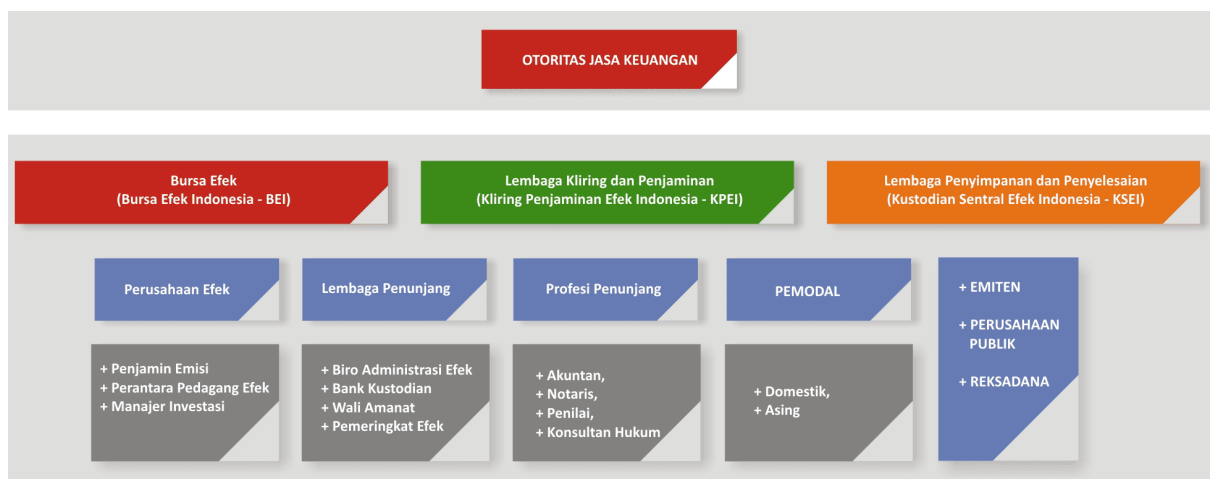 OTORITAS JASA KEUANGAN
Bursa Efek
(Bursa Efek Indonesia - BEI)
Lembaga Kliring dan Penjaminan
(Kliring Penjaminan Efek Indonesia - KPEI)
Lembaga Penyimpanan dan Penyelesaian
(Kustodian Sentral Efek Indonesia - KSEI)
Perusahaan Efek
+ Penjamin Emisi
+ Perantara Pedagang Efek
+ Manajer Investasi
Lembaga Penunjang
+ Biro Administrasi Efek
+ Bank Kustodian
+ Wali Amanat
+ Pemeringkat Efek
Profesi Penunjang
+ Akuntan,
+ Notaris,
+ Penilai,
+ Konsultan Hukum
PEMODAL
+ Domestik,
+ Asing
+ EMITEN
+ PERUSAHAAN
PUBLIK
+ REKSADANA